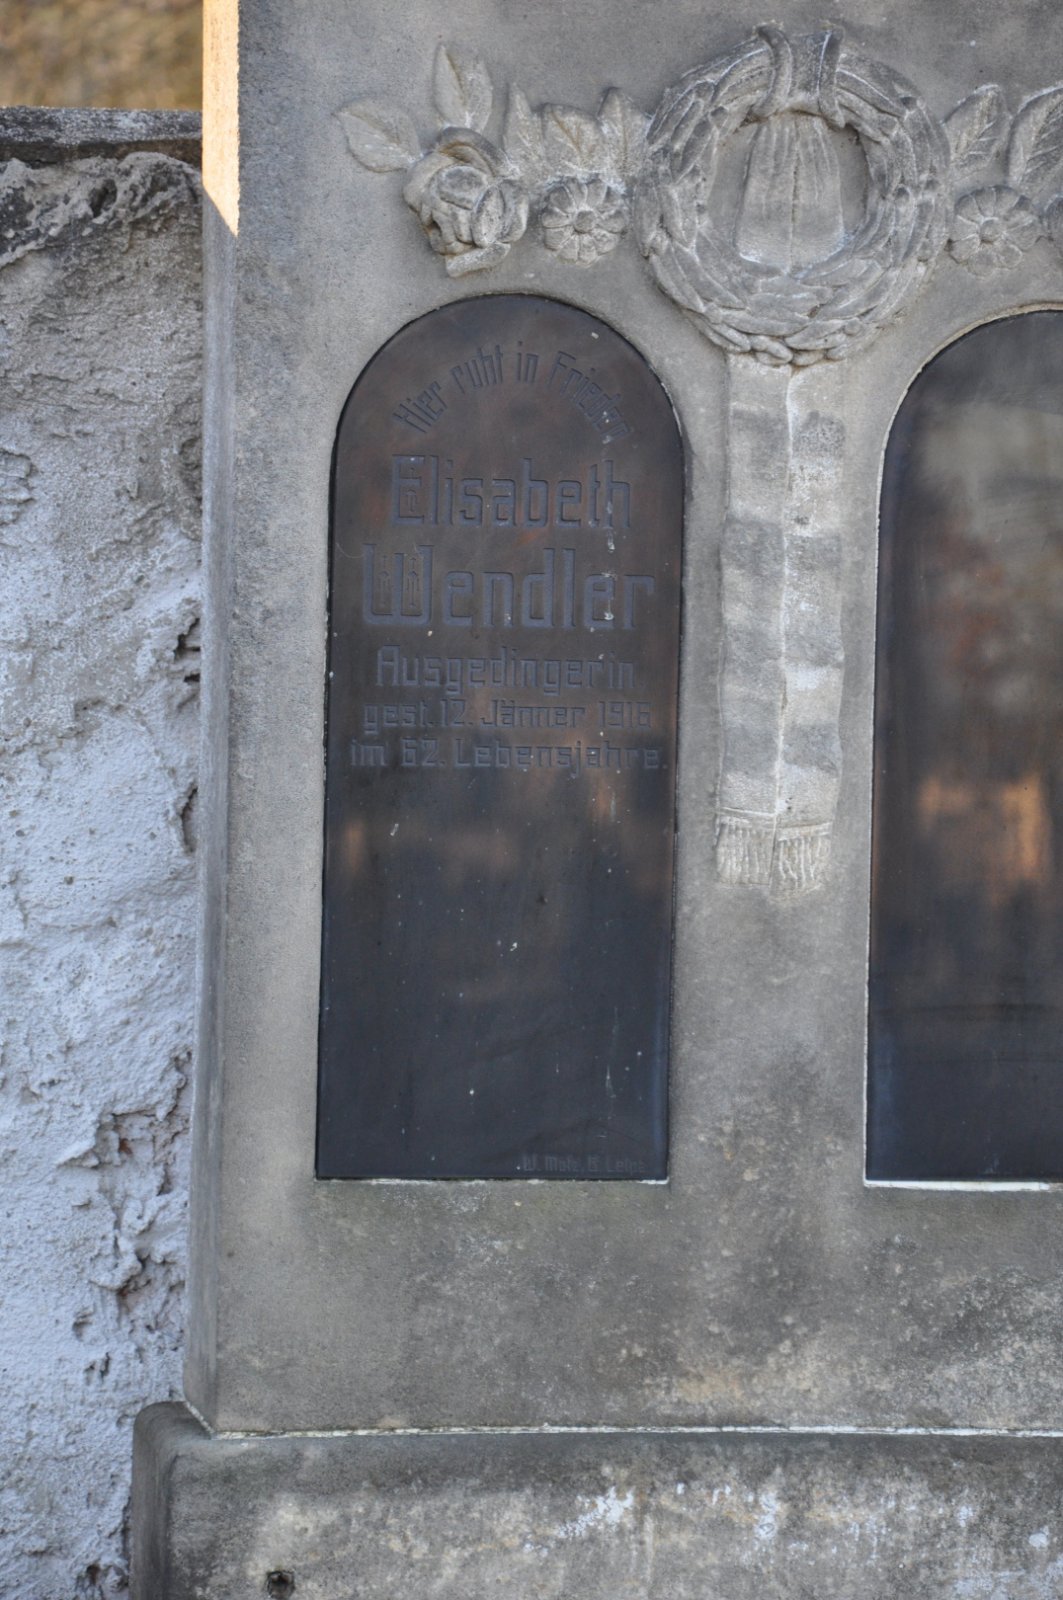 Hier ruht in Frieden
Elisabeth
Wendler
Ausgedingerin
gest. 12. Jänner 1916
im 62. Lebensjahre.